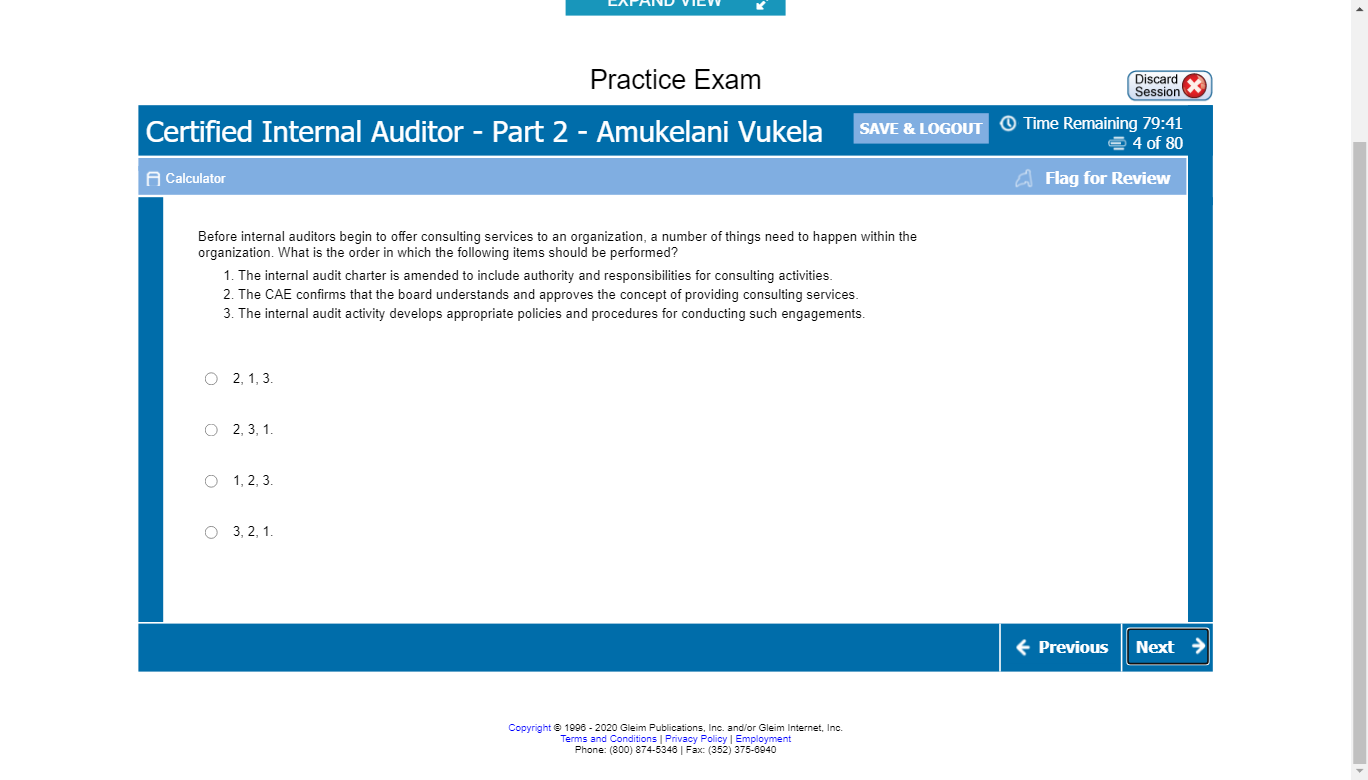 EXPAND VIEW
Practice Exam
Discard
Session
Certified Internal Auditor - Part 2 - Amukelani Vukela
SAVE & LOGOUT
Time Remaining 79:41
4 of 80
Calculator
Flag for Review
Before internal auditors begin to offer consulting services to an organization, a number of things need to happen within the
organization. What is the order in which the following items should be performed?
1. The internal audit charter is amended to include authority and responsibilities for consulting activities.
2. The CAE confirms that the board understands and approves the concept of providing consulting services.
3. The internal audit activity develops appropriate policies and procedures for conducting such engagements.
2, 1, 3.
2, 3, 1.
1, 2, 3.
3, 2, 1.
Previous
Next
Copyright © 1996 - 2020 Gleim Publications, Inc. and/or Gleim Internet, Inc.
Terms and Conditions | Privacy Policy | Employment
Phone: (800) 874-5346 | Fax: (352) 375-6940